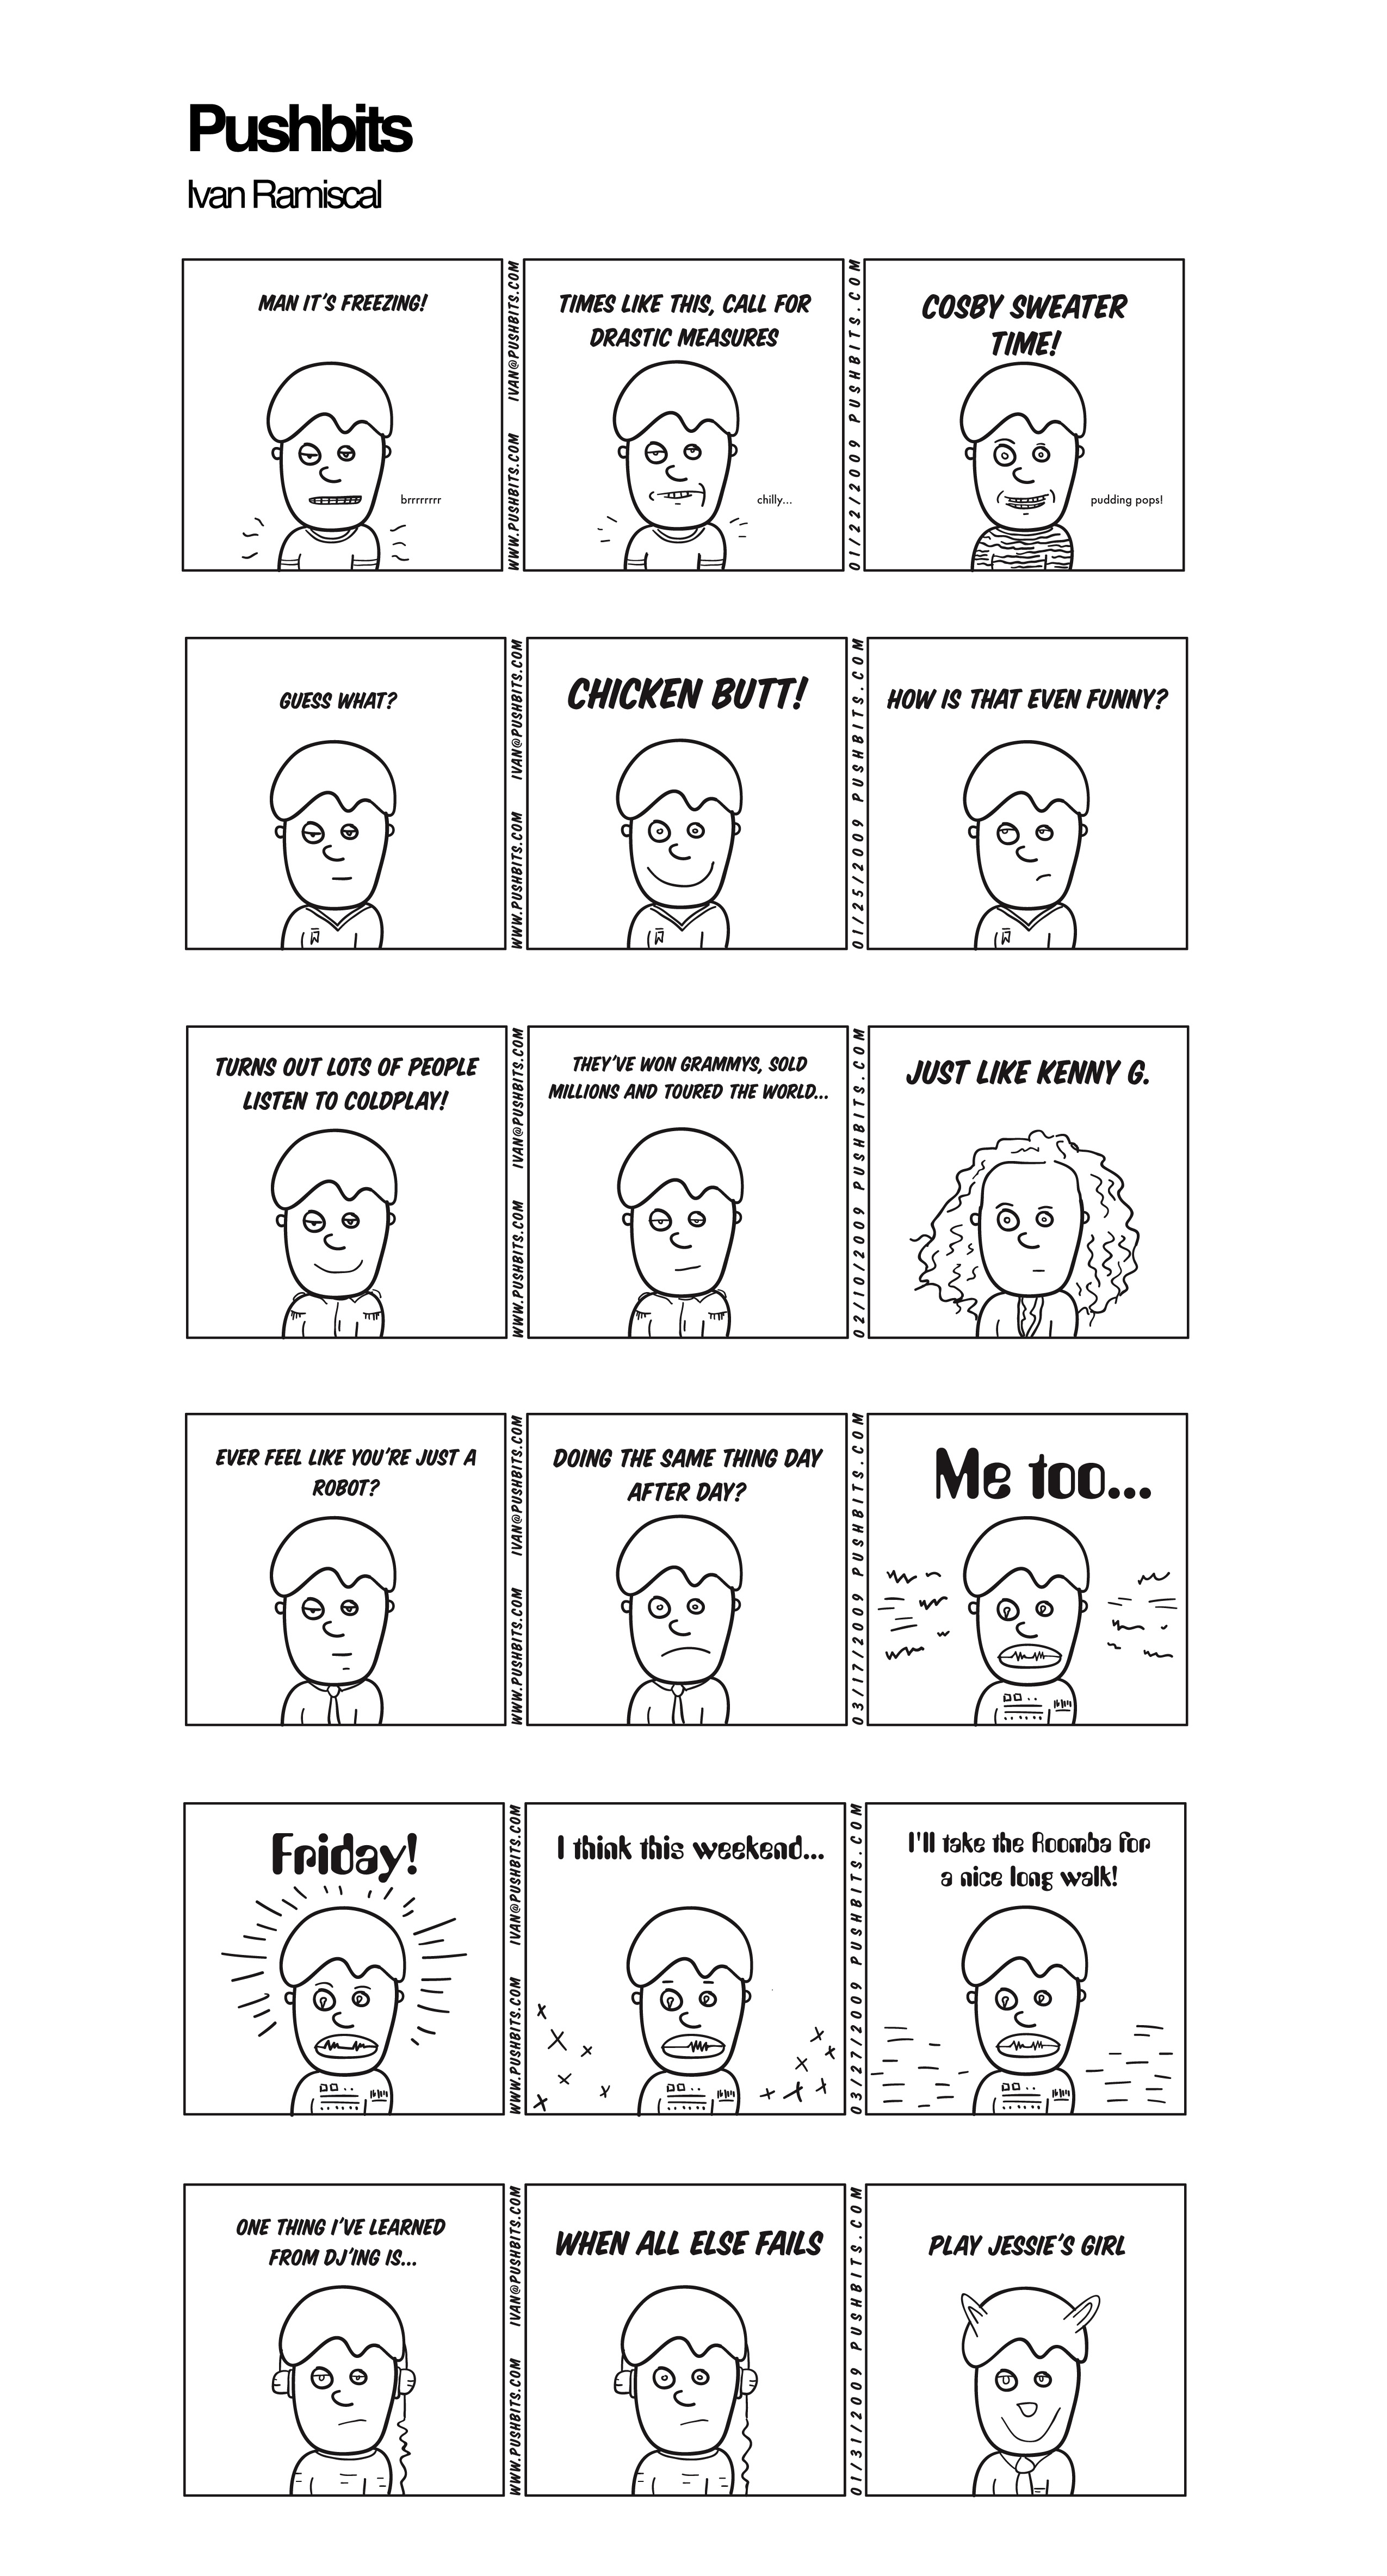 Pushbits
Ivan Ramiscal
MAN IT'S FREEZING!
brrrrrrrr
WWW.PUSHBITS.COM IVAN@PUSHBITS.COM
TIMES LIKE THIS, CALL FOR
DRASTIC MEASURES
chilly...
01/22/2009 PUSHBITS.COM
COSBY SWEATER
TIME!
pudding pops!
GUESS WHAT?
WWW.PUSHBITS.COM IVAN@PUSHBITS.COM
CHICKEN BUTT!
01/25/2009 PUSHBITS.COM
HOW IS THAT EVEN FUNNY?
TURNS OUT LOTS OF PEOPLE
LISTEN TO COLDPLAY!
WWW.PUSHBITS.COM IVAN@PUSHBITS.COM
THEY'VE WON GRAMMYS, SOLD
MILLIONS AND TOURED THE WORLD...
02/10/2009 PUSHBITS.COM
JUST LIKE KENNY G.
EVER FEEL LIKE YOU'RE JUST A
ROBOT?
WWW.PUSHBITS.COM IVAN@PUSHBITS.COM
DOING THE SAME THING DAY
AFTER DAY?
03/17/2009 PUSHBITS.COM
Me too...
Friday!
WWW.PUSHBITS.COM IVAN@PUSHBITS.COM
I think this weekend...
03/27/2009 PUSHBITS.COM
I'll take the Roomba for
a nice long walk!
ONE THING I'VE LEARNED
FROM DJ'ING IS...
WWW.PUSHBITS.COM IVAN@PUSHBITS.COM
WHEN ALL ELSE FAILS
01/31/2009 PUSHBITS.COM
PLAY JESSIE'S GIRL